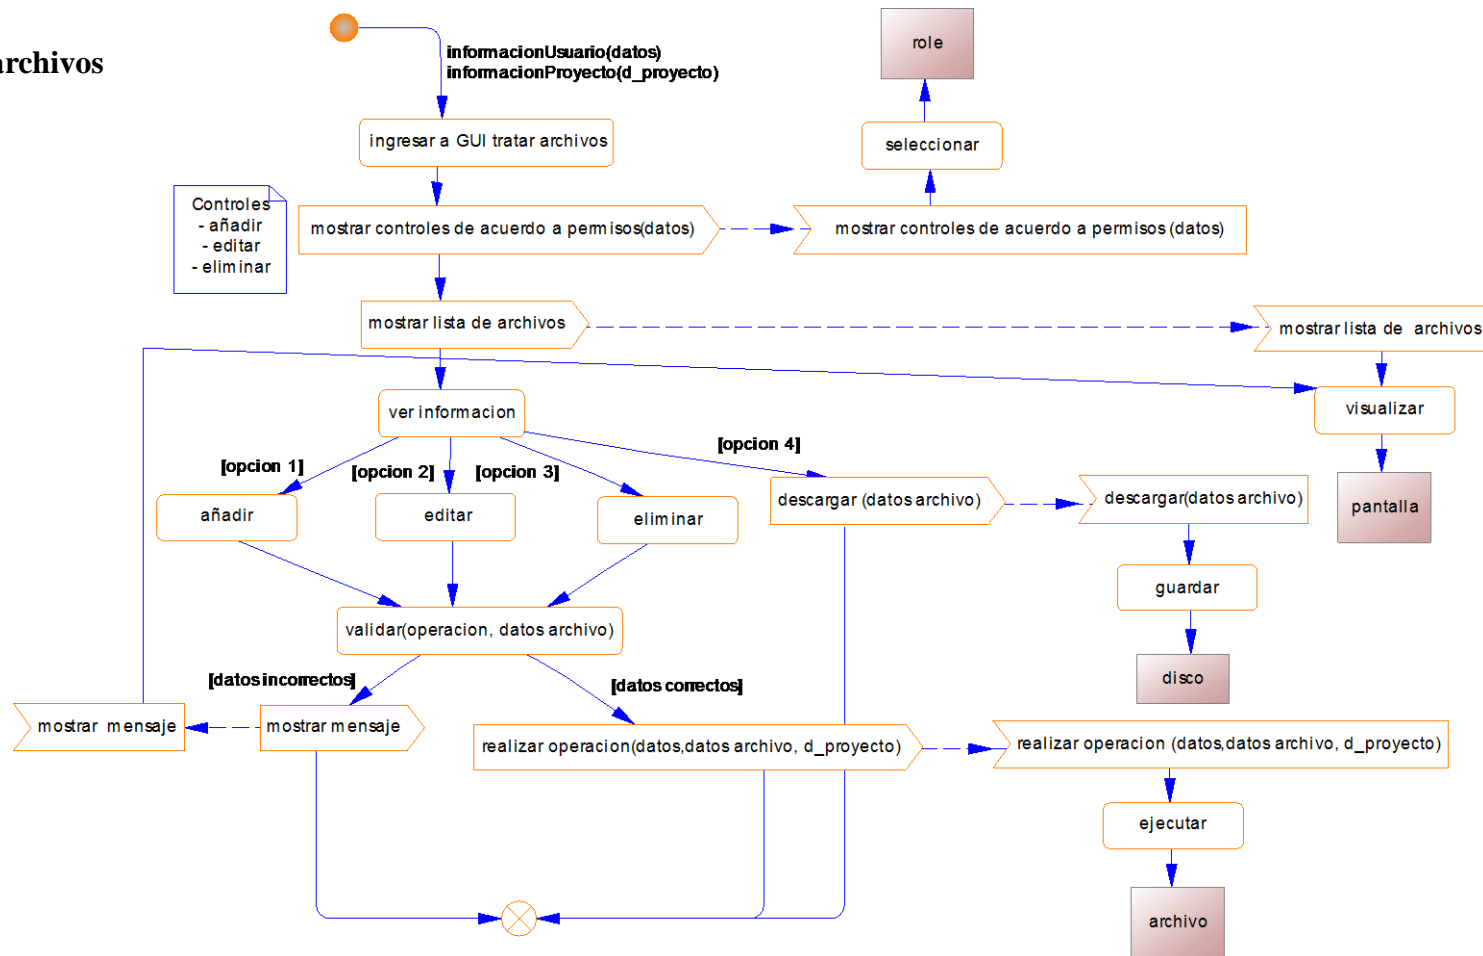 archivos
informacionUsuario(datos)
informacionProyecto(d_proyecto)
role
ingresar a GUI tratar archivos
seleccionar
Controles
- añadir
- editar
- eliminar
mostrar controles de acuerdo a permisos(datos)
mostrar controles de acuerdo a permisos (datos)
mostrar lista de archivos
mostrar lista de archivos
ver informacion
visualizar
[opcion 1]
[opcion 2]
[opcion 3]
[opcion 4]
añadir
editar
eliminar
descargar (datos archivo)
descargar(datos archivo)
pantalla
guardar
validar(operacion, datos archivo)
disco
[datos incorrectos]
[datos correctos]
mostrar mensaje
mostrar mensaje
realizar operacion(datos,datos archivo, d_proyecto)
realizar operacion (datos,datos archivo, d_proyecto)
ejecutar
archivo